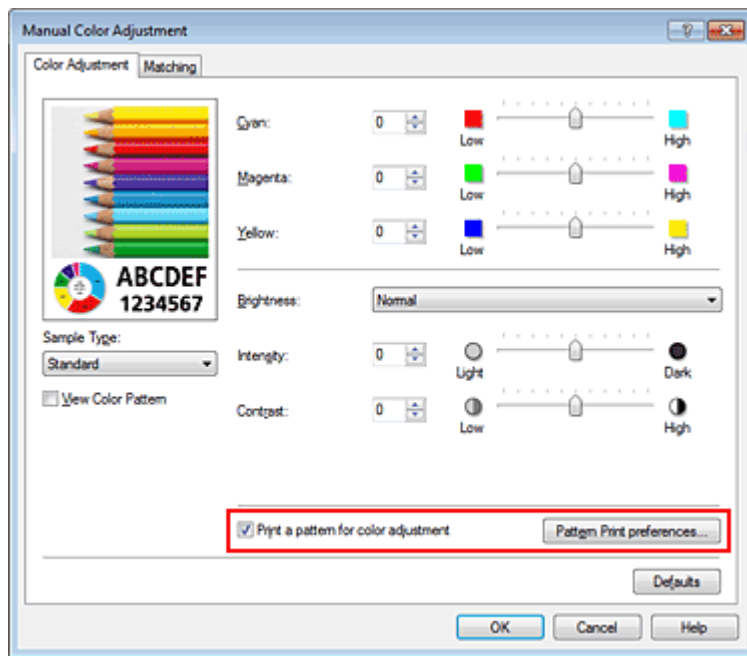 Manual Color Adjustment
Color Adjustment Matching
Cyan: 0
Low High
Magenta: 0
Low High
Yellow: 0
Low High
ABCDEF
1234567
Brightness: Normal
Sample Type:
Standard
Intensity: 0
Light Dark
View Color Pattern
Contrast: 0
Low High
Print a pattern for color adjustment Pattern Print preferences...
Defaults
OK Cancel Help